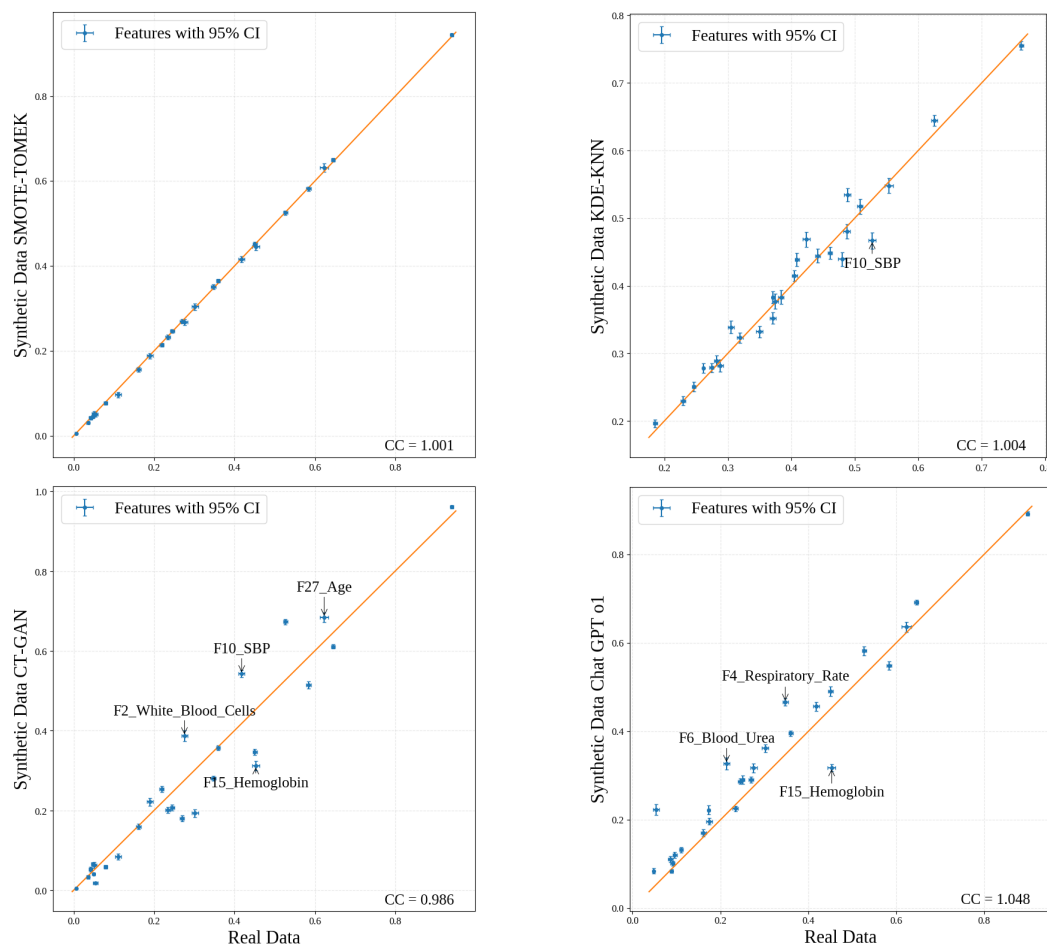 Features with 95% CI
Synthetic Data SMOTE-TOMEK
0.8
0.6
0.4
0.2
0.0
0.0
0.2
0.4
0.6
0.8
CC = 1.001
Features with 95% CI
Synthetic Data KDE-KNN
0.8
0.7
0.6
0.5
0.4
0.3
0.2
F10_SBP
CC = 1.004
0.2
0.3
0.4
0.5
0.6
0.7
Features with 95% CI
Synthetic Data CT-GAN
1.0
0.8
0.6
0.4
0.2
0.0
F27_Age
F10_SBP
F2_White_Blood_Cells
F15_Hemoglobin
CC = 0.986
0.0
0.2
0.4
0.6
0.8
Real Data
Features with 95% CI
Synthetic Data Chat GPT o1
0.8
0.6
0.4
0.2
0.0
F4_Respiratory_Rate
F6_Blood_Urea
F15_Hemoglobin
CC = 1.048
0.0
0.2
0.4
0.6
0.8
Real Data